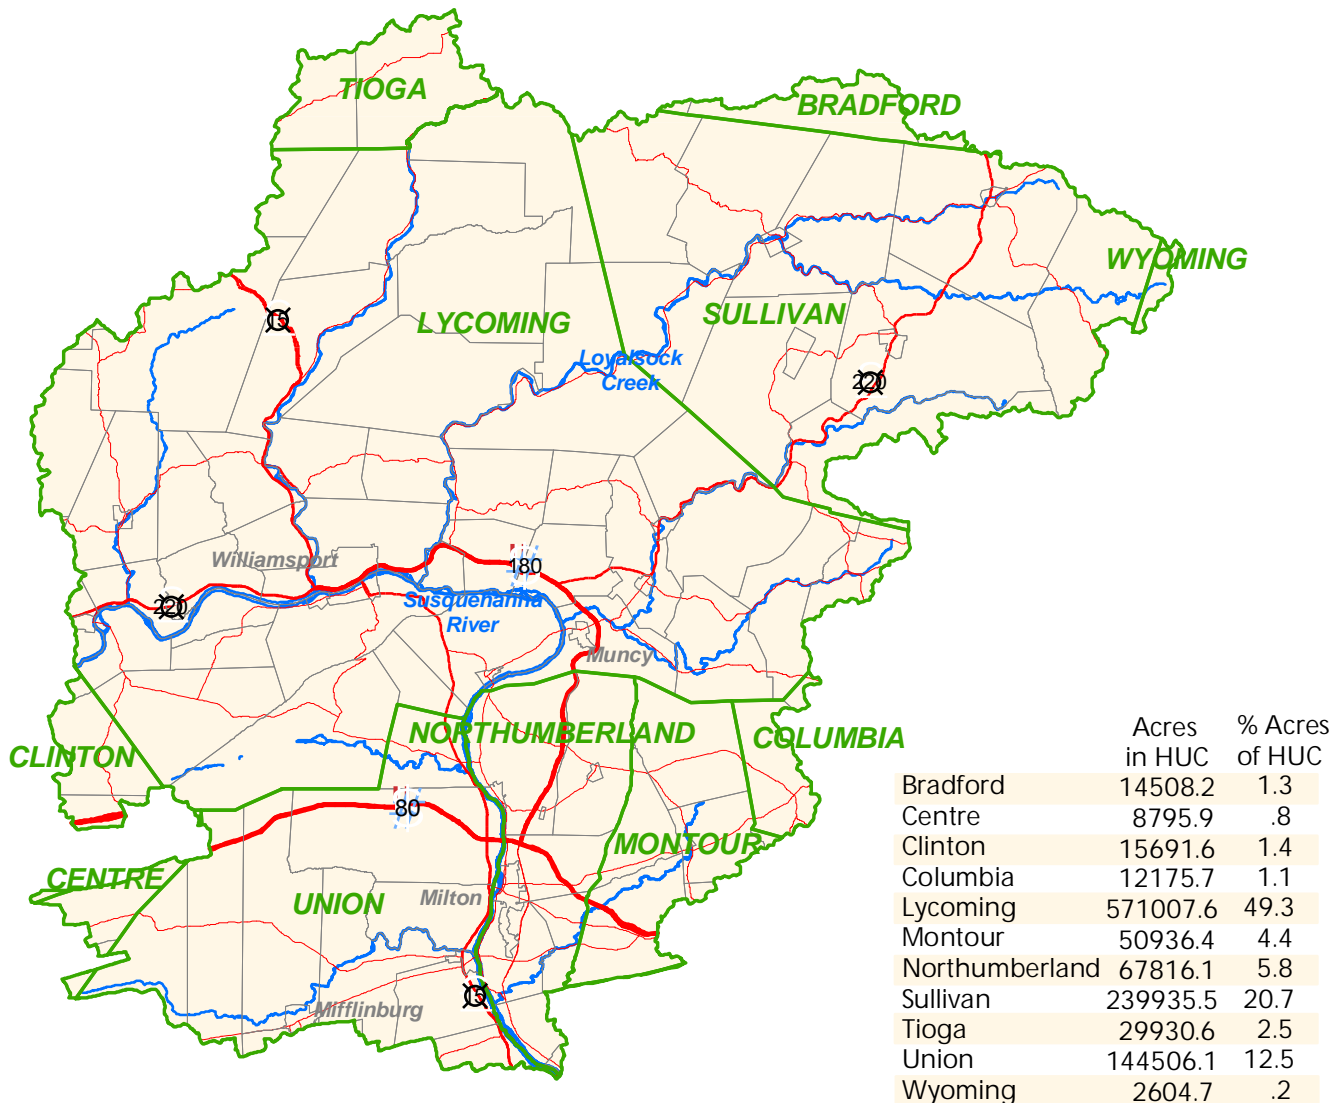 TIOGA
BRADFORD
WYOMING
LYCOMING
SULLIVAN
15
Loyalsock
Creek
220
Williamsport
180
220
Susquehanna
River
Muncy
NORTHUMBERLAND
COLUMBIA
CLINTON
80
MONTOUR
CENTRE
UNION
Milton
15
Mifflinburg
Acres in HUC % Acres of HUC
Bradford 14508.2 1.3
Centre 8795.9 .8
Clinton 15691.6 1.4
Columbia 12175.7 1.1
Lycoming 571007.6 49.3
Montour 50936.4 4.4
Northumberland 67816.1 5.8
Sullivan 239935.5 20.7
Tioga 29930.6 2.5
Union 144506.1 12.5
Wyoming 2604.7 .2